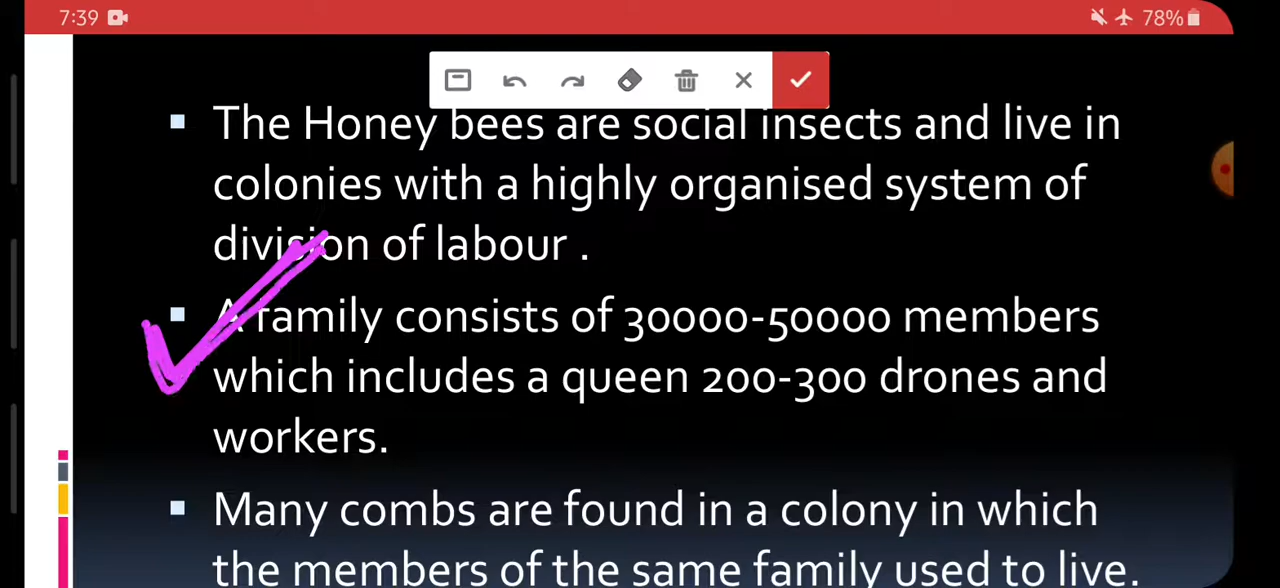 7:39
78%
The Honey bees are social insects and live in
colonies with a highly organised system of
division of labour .
A family consists of 30000-50000 members
which includes a queen 200-300 drones and
workers.
Many combs are found in a colony in which
the members of the same family used to live.